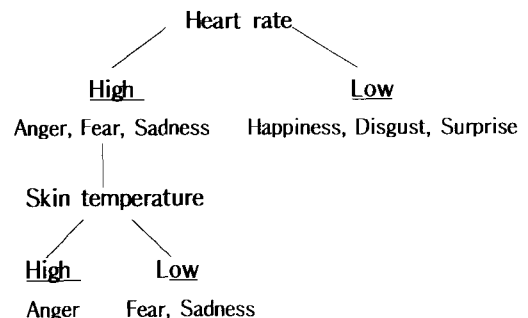 Heart rate
High Low
Anger, Fear, Sadness Happiness, Disgust, Surprise
Skin temperature
High Low
Anger Fear, Sadness